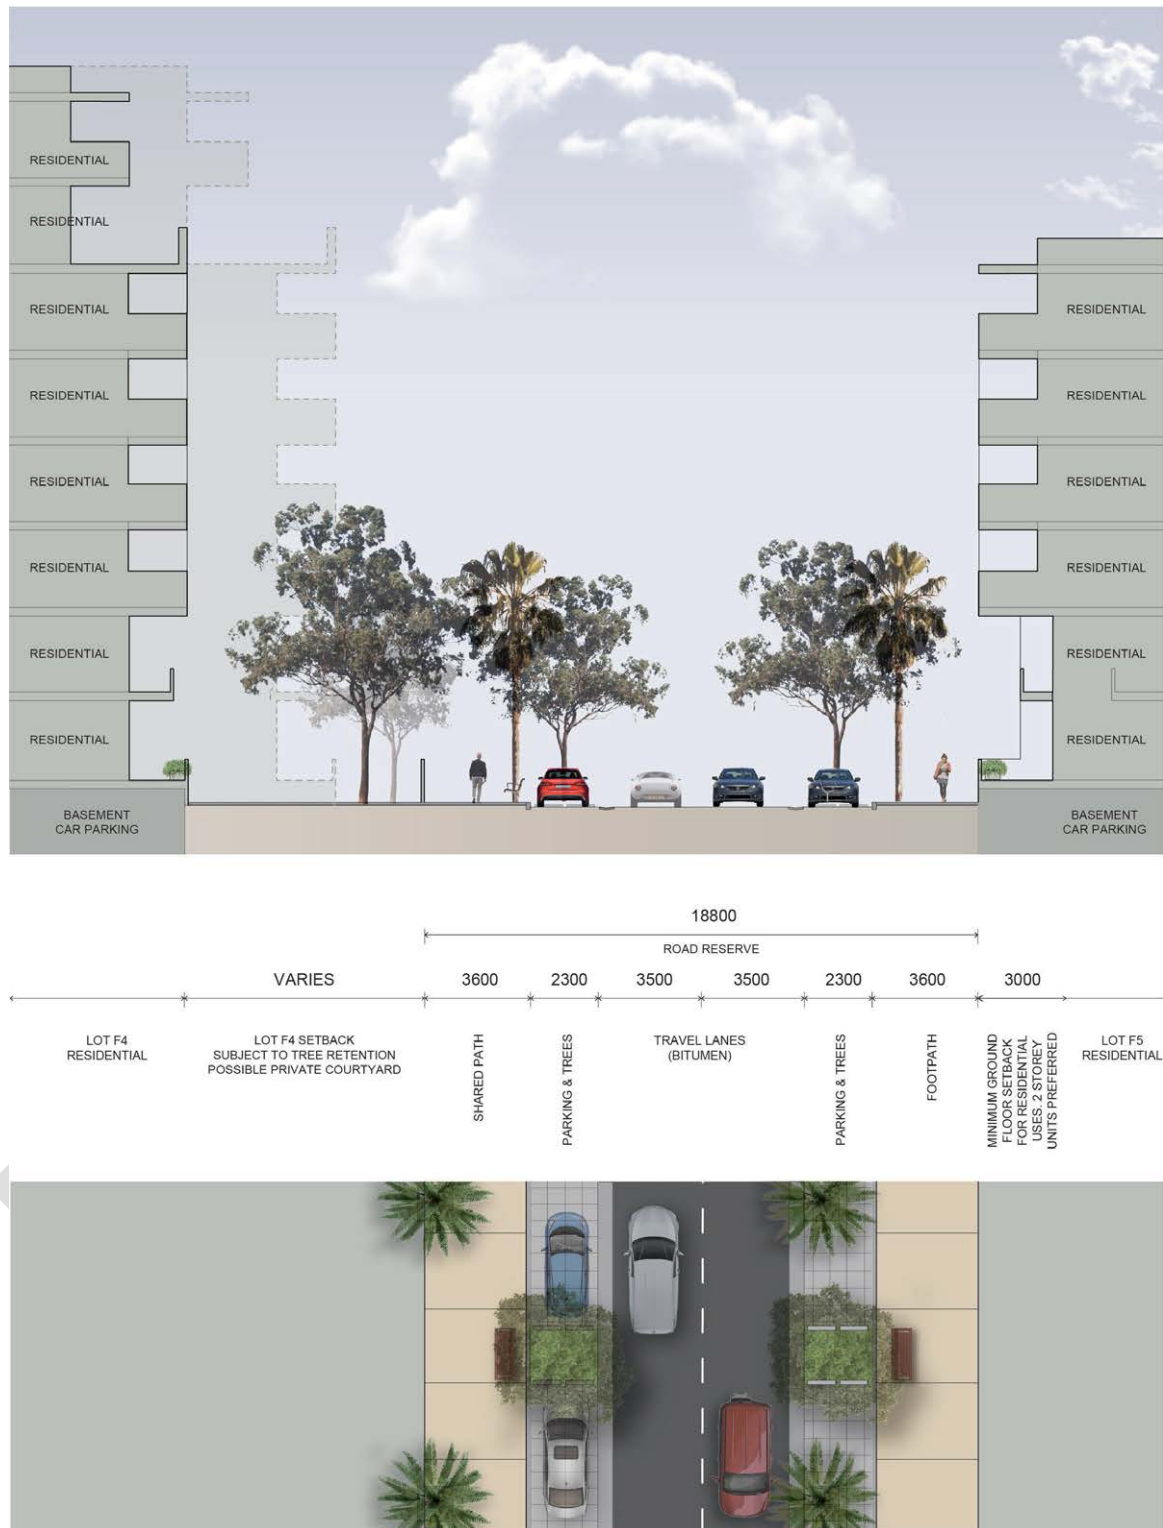 RESIDENTIAL
RESIDENTIAL
RESIDENTIAL
RESIDENTIAL
RESIDENTIAL
RESIDENTIAL
RESIDENTIAL
RESIDENTIAL
BASEMENT
CAR PARKING
RESIDENTIAL
RESIDENTIAL
RESIDENTIAL
RESIDENTIAL
RESIDENTIAL
RESIDENTIAL
BASEMENT
CAR PARKING
18800
ROAD RESERVE
VARIES
3600
2300
3500
3500
2300
3600
3000
LOT F4
RESIDENTIAL
LOT F4 SETBACK
SUBJECT TO TREE RETENTION
POSSIBLE PRIVATE COURTYARD
SHARED PATH
PARKING & TREES
TRAVEL LANES
(BITUMEN)
PARKING & TREES
FOOTPATH
MINIMUM GROUND
FLOOR SETBACK
FOR RESIDENTIAL
USES. 2 STOREY
UNITS PREFERRED
LOT F5
RESIDENTIAL